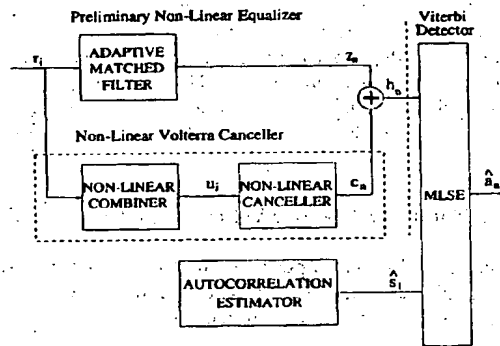 Preliminary Non-Linear Equalizer
Viterbi
Detector
r_i
ADAPTIVE
MATCHED
FILTER
z_n
+
h_n
Non-Linear Volterra Canceller
NON-LINEAR
COMBINER
u_i
NON-LINEAR
CANCELLER
c_n
MLSE
â_n
AUTOCORRELATION
ESTIMATOR
ŝ_l